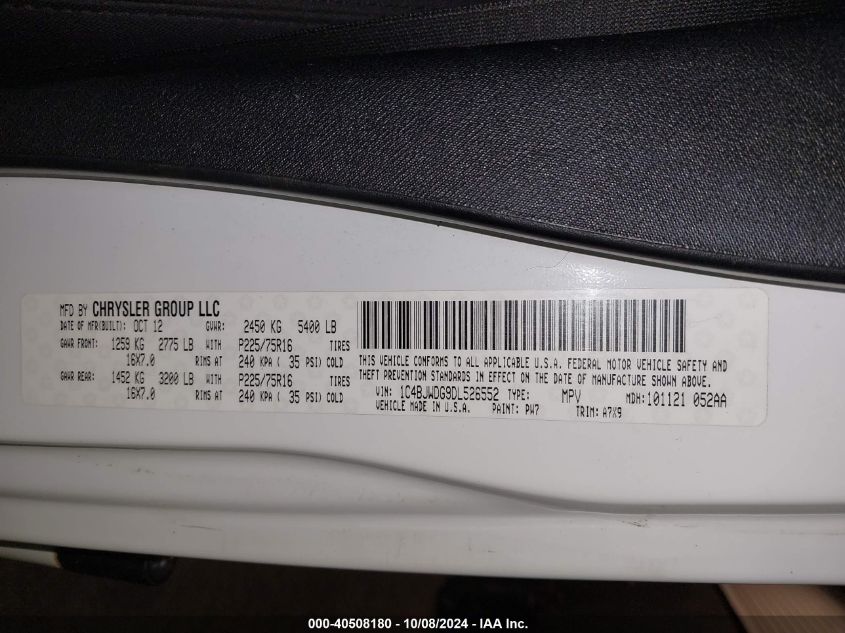 MFD BY CHRYSLER GROUP LLC
DATE OF MFR(BUILT): OCT 12 GVWR: 2450 KG 5400 LB
GAWR FRONT: 1259 KG 2775 LB WITH P225/75R16 TIRES
16X7.0 RIMS AT 240 KPA ( 35 PSI) COLD
GAWR REAR: 1452 KG 3200 LB WITH P225/75R16 TIRES
16X7.0 RIMS AT 240 KPA ( 35 PSI) COLD
THIS VEHICLE CONFORMS TO ALL APPLICABLE U.S.A. FEDERAL MOTOR VEHICLE SAFETY AND
THEFT PREVENTION STANDARDS IN EFFECT ON THE DATE OF MANUFACTURE SHOWN ABOVE.
VIN: 1C4BJWDG9DL526552 TYPE: MPV MDH: 101121 052AA
VEHICLE MADE IN U.S.A. PAINT: PW7 TRIM: A7X9
000-40508180 - 10/08/2024 - IAA Inc.